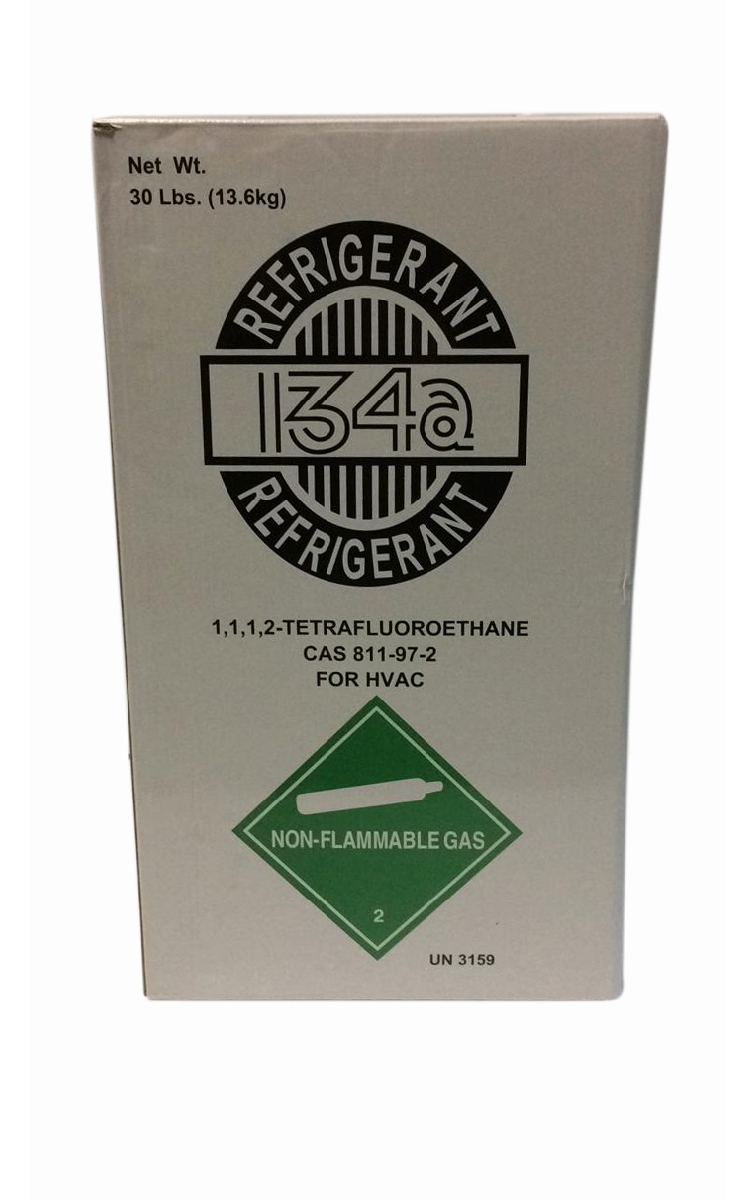 Net Wt.
30 Lbs. (13.6kg)
REFRIGERANT
134a
REFRIGERANT
1,1,1,2-TETRAFLUOROETHANE
CAS 811-97-2
FOR HVAC
NON-FLAMMABLE GAS
2
UN 3159